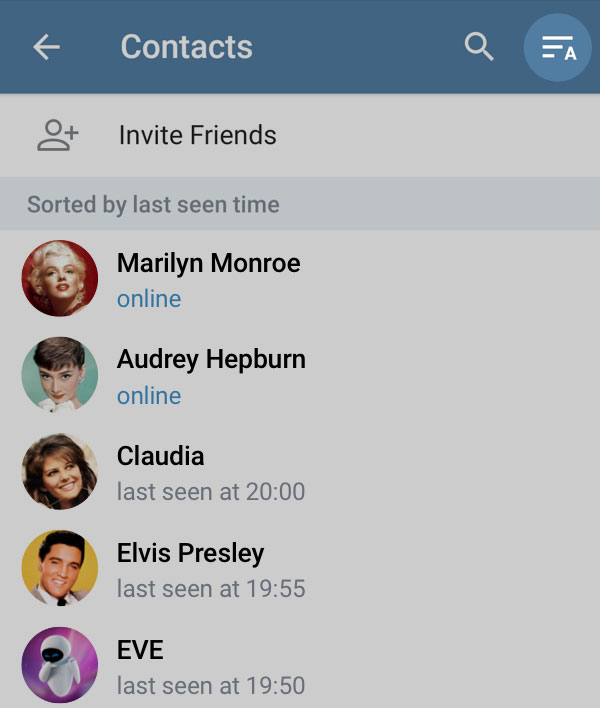 Contacts
A
Invite Friends
Sorted by last seen time
Marilyn Monroe
online
Audrey Hepburn
online
Claudia
last seen at 20:00
Elvis Presley
last seen at 19:55
EVE
last seen at 19:50